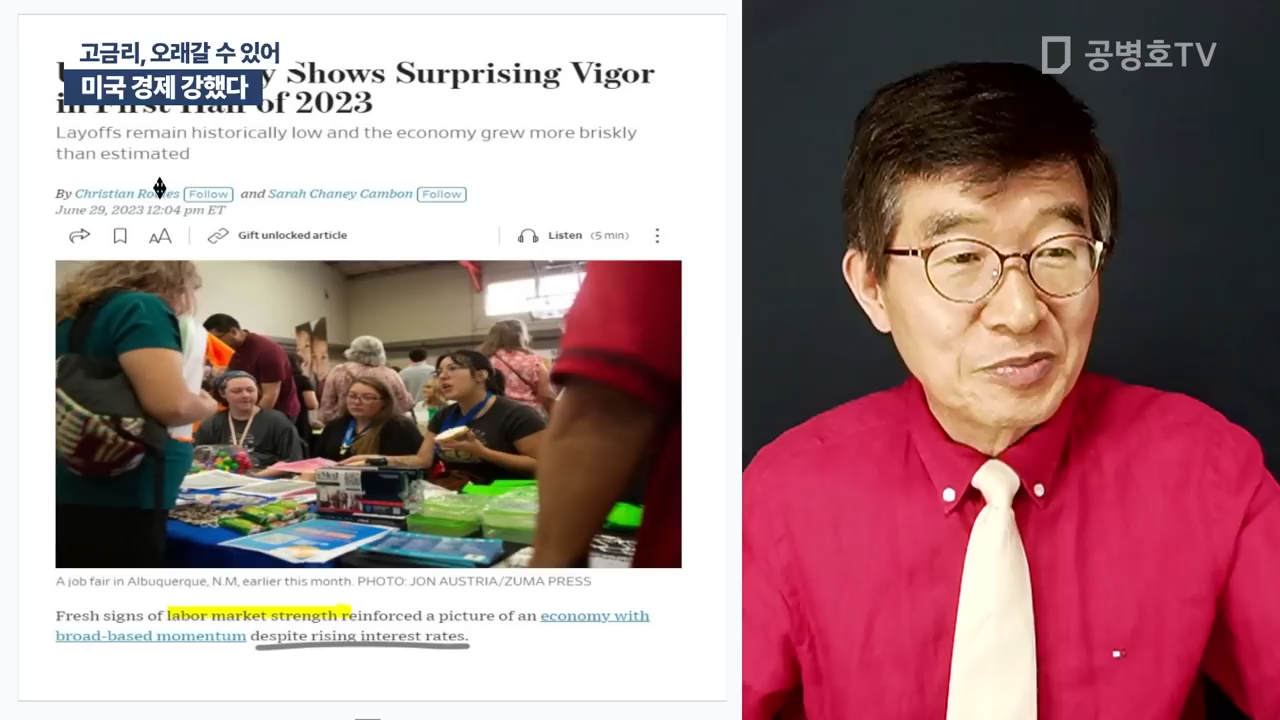 고금리, 오래갈 수 있어
미국 경제 강했다
공병호TV
Shows Surprising Vigor
in First Half of 2023
Layoffs remain historically low and the economy grew more briskly
than estimated
By Christian Follow and Sarah Chaney Cambon Follow
June 29, 2023 12:04 pm ET
AA Gift unlocked article Listen (5 min)
A job fair in Albuquerque, N.M, earlier this month. PHOTO: JON AUSTRIA/ZUMA PRESS
Fresh signs of labor market strength reinforced a picture of an economy with
broad-based momentum despite rising interest rates.